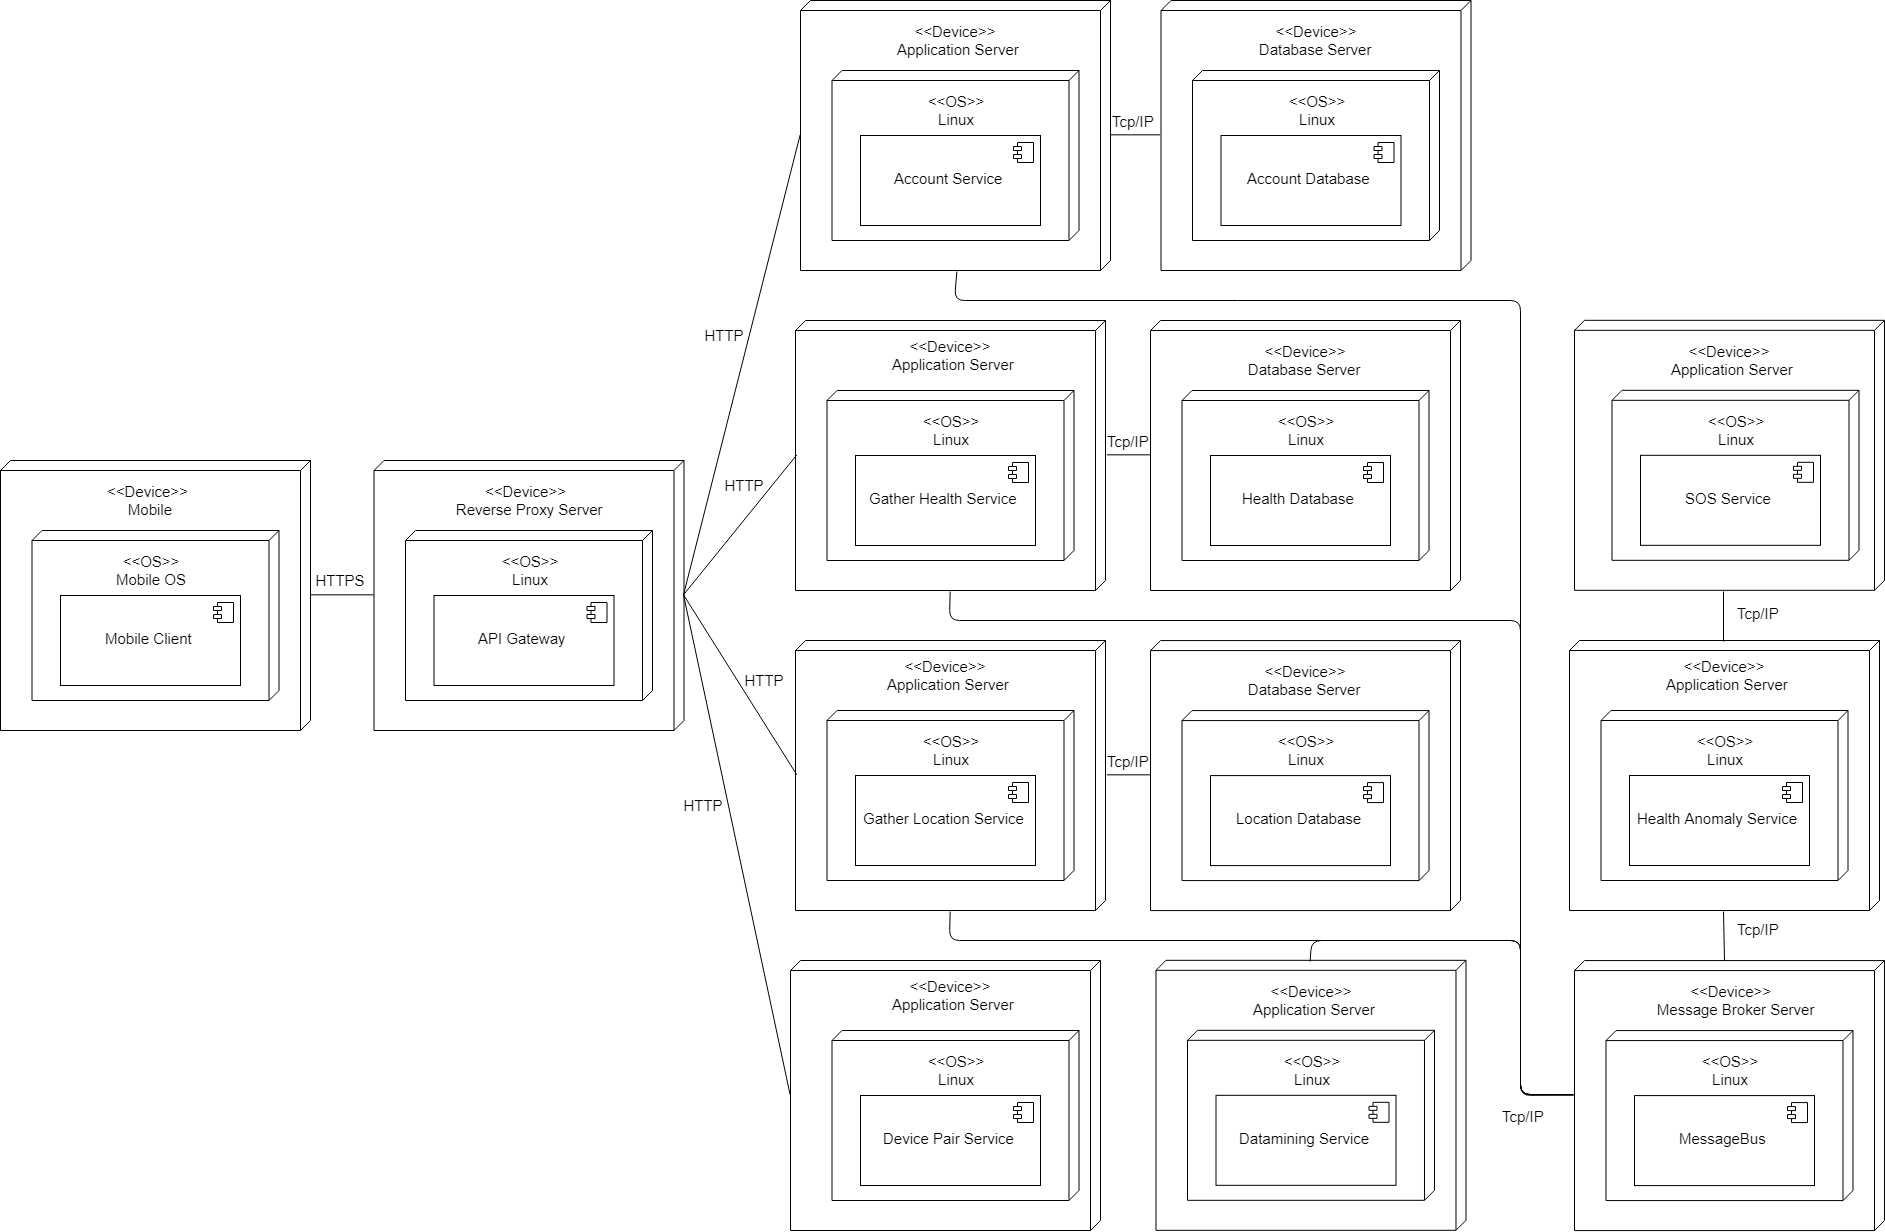 <<Device>>
Application Server
<<OS>>
Linux
Account Service
Tcp/IP
<<Device>>
Database Server
<<OS>>
Linux
Account Database
HTTP
<<Device>>
Application Server
<<OS>>
Linux
Gather Health Service
Tcp/IP
<<Device>>
Database Server
<<OS>>
Linux
Health Database
<<Device>>
Application Server
<<OS>>
Linux
SOS Service
Tcp/IP
<<Device>>
Mobile
<<OS>>
Mobile OS
Mobile Client
HTTPS
<<Device>>
Reverse Proxy Server
<<OS>>
Linux
API Gateway
HTTP
HTTP
HTTP
<<Device>>
Application Server
<<OS>>
Linux
Gather Location Service
Tcp/IP
<<Device>>
Database Server
<<OS>>
Linux
Location Database
<<Device>>
Application Server
<<OS>>
Linux
Health Anomaly Service
Tcp/IP
<<Device>>
Application Server
<<OS>>
Linux
Device Pair Service
<<Device>>
Application Server
<<OS>>
Linux
Datamining Service
Tcp/IP
<<Device>>
Message Broker Server
<<OS>>
Linux
MessageBus